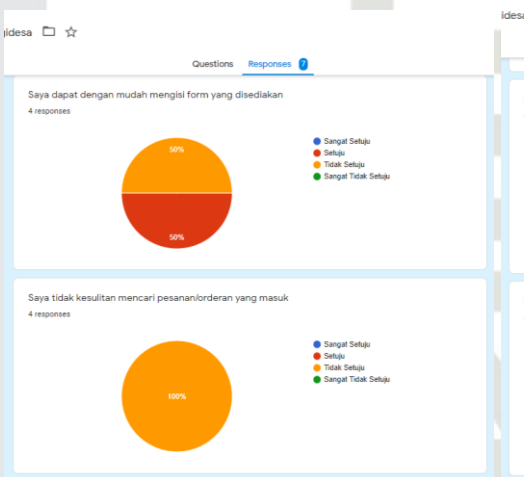 jidesa
idesa
Questions Responses 7
Saya dapat dengan mudah mengisi form yang disediakan
4 responses
50%
50%
Sangat Setuju
Setuju
Tidak Setuju
Sangat Tidak Setuju
Saya tidak kesulitan mencari pesanan/orderan yang masuk
4 responses
100%
Sangat Setuju
Setuju
Tidak Setuju
Sangat Tidak Setuju